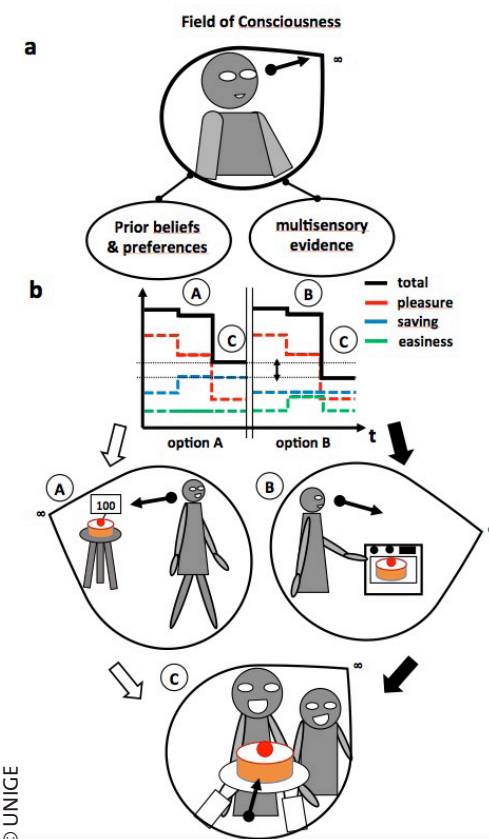 Field of Consciousness
a
∞
Prior beliefs
& preferences
multisensory
evidence
b
A
B
C
C
total
pleasure
saving
easiness
option A
option B
t
A
∞
100
B
∞
C
∞
© UNIGE